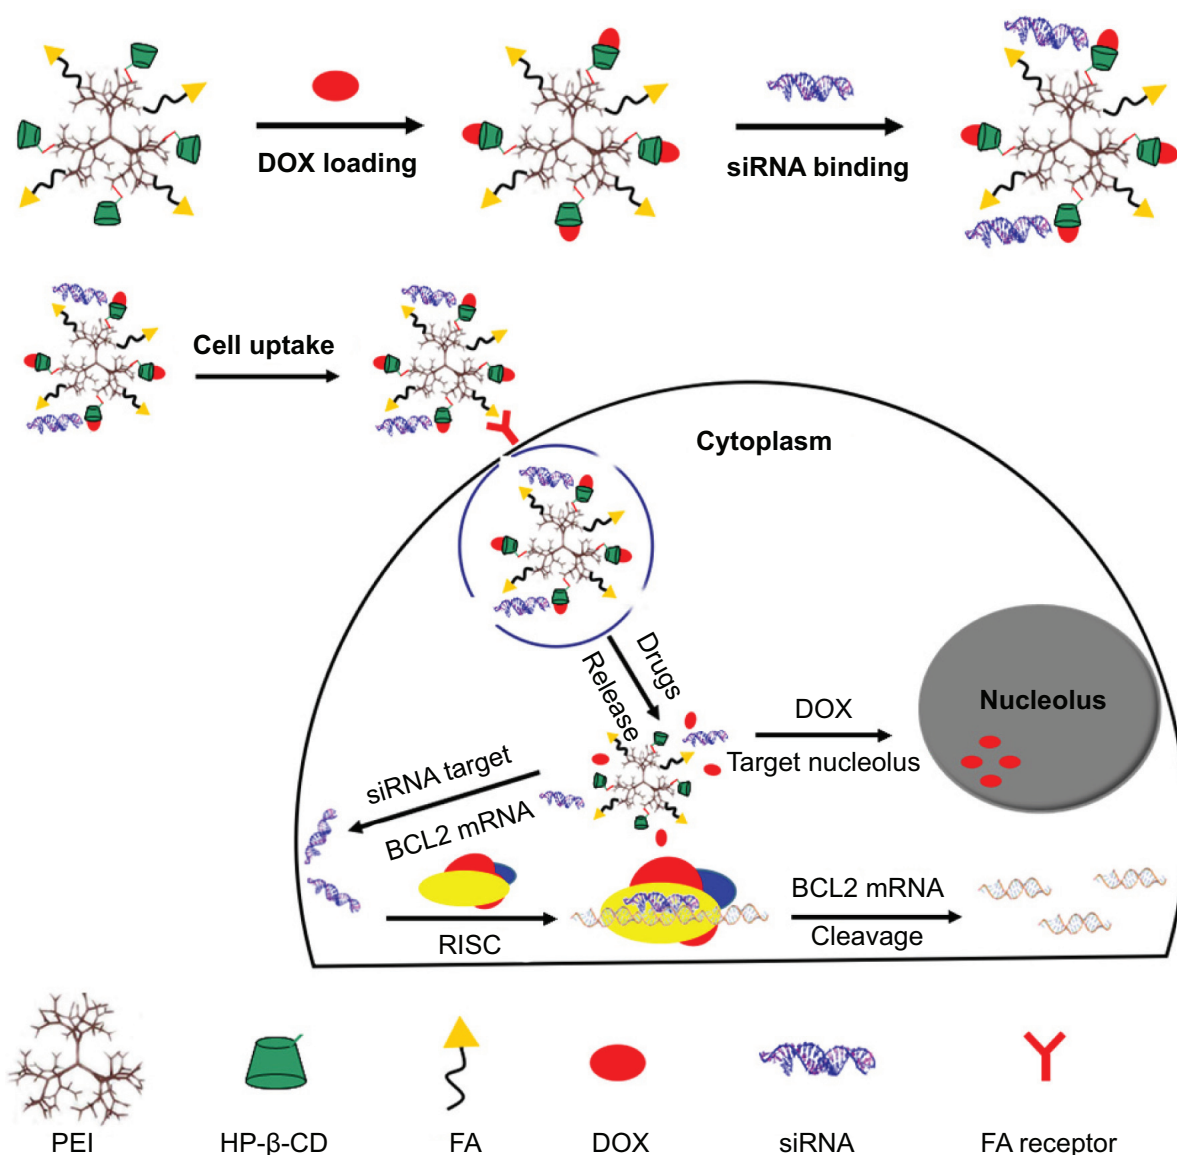 DOX loading
siRNA binding
Cell uptake
Cytoplasm
Drugs
Release
DOX
Target nucleolus
Nucleolus
siRNA target
BCL2 mRNA
RISC
BCL2 mRNA
Cleavage
PEI
HP-β-CD
FA
DOX
siRNA
FA receptor